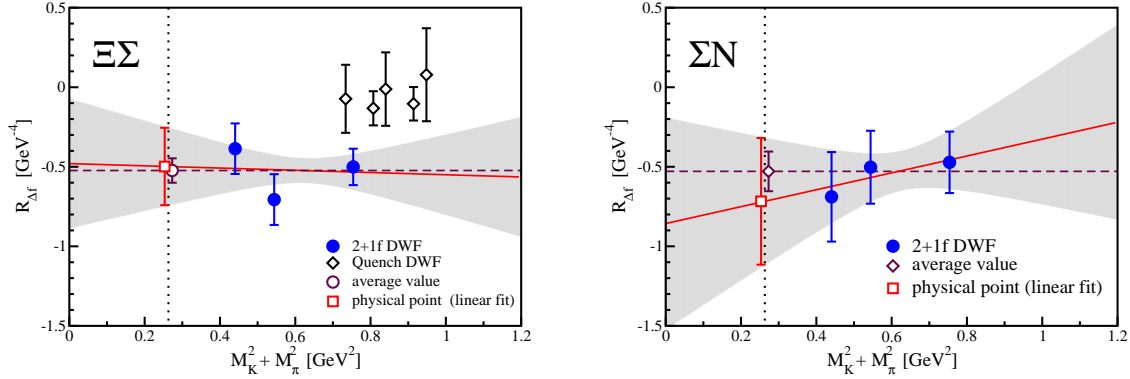 ΞΣ
R_Δf [GeV^-4]
0.5
0
-0.5
-1
-1.5
0
0.2
0.4
0.6
0.8
1
1.2
M_K^2 + M_π^2 [GeV^2]
2+1f DWF
Quench DWF
average value
physical point (linear fit)
ΣN
R_Δf [GeV^-4]
0.5
0
-0.5
-1
-1.5
0
0.2
0.4
0.6
0.8
1
1.2
M_K^2 + M_π^2 [GeV^2]
2+1f DWF
average value
physical point (linear fit)